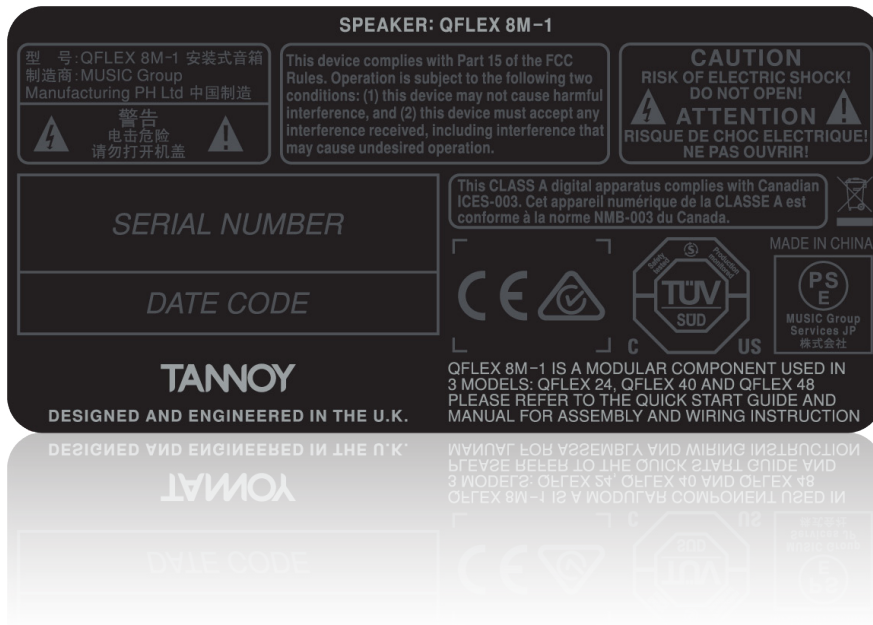 SPEAKER: QFLEX 8M-1
型 号:QFLEX 8M-1 安装式音箱
制造商:MUSIC Group
Manufacturing PH Ltd 中国制造
警告
电击危险
请勿打开机盖
This device complies with Part 15 of the FCC
Rules. Operation is subject to the following two
conditions: (1) this device may not cause harmful
interference, and (2) this device must accept any
interference received, including interference that
may cause undesired operation.
CAUTION
RISK OF ELECTRIC SHOCK!
DO NOT OPEN!
ATTENTION
RISQUE DE CHOC ELECTRIQUE!
NE PAS OUVRIR!
SERIAL NUMBER
DATE CODE
TANNOY
DESIGNED AND ENGINEERED IN THE U.K.
This CLASS A digital apparatus complies with Canadian
ICES-003. Cet appareil numérique de la CLASSE A est
conforme à la norme NMB-003 du Canada.
CE
Safety tested
S
Production monitored
TÜV
SÜD
C US
MADE IN CHINA
PS
E
MUSIC Group
Services JP
株式会社
QFLEX 8M-1 IS A MODULAR COMPONENT USED IN
3 MODELS: QFLEX 24, QFLEX 40 AND QFLEX 48
PLEASE REFER TO THE QUICK START GUIDE AND
MANUAL FOR ASSEMBLY AND WIRING INSTRUCTION